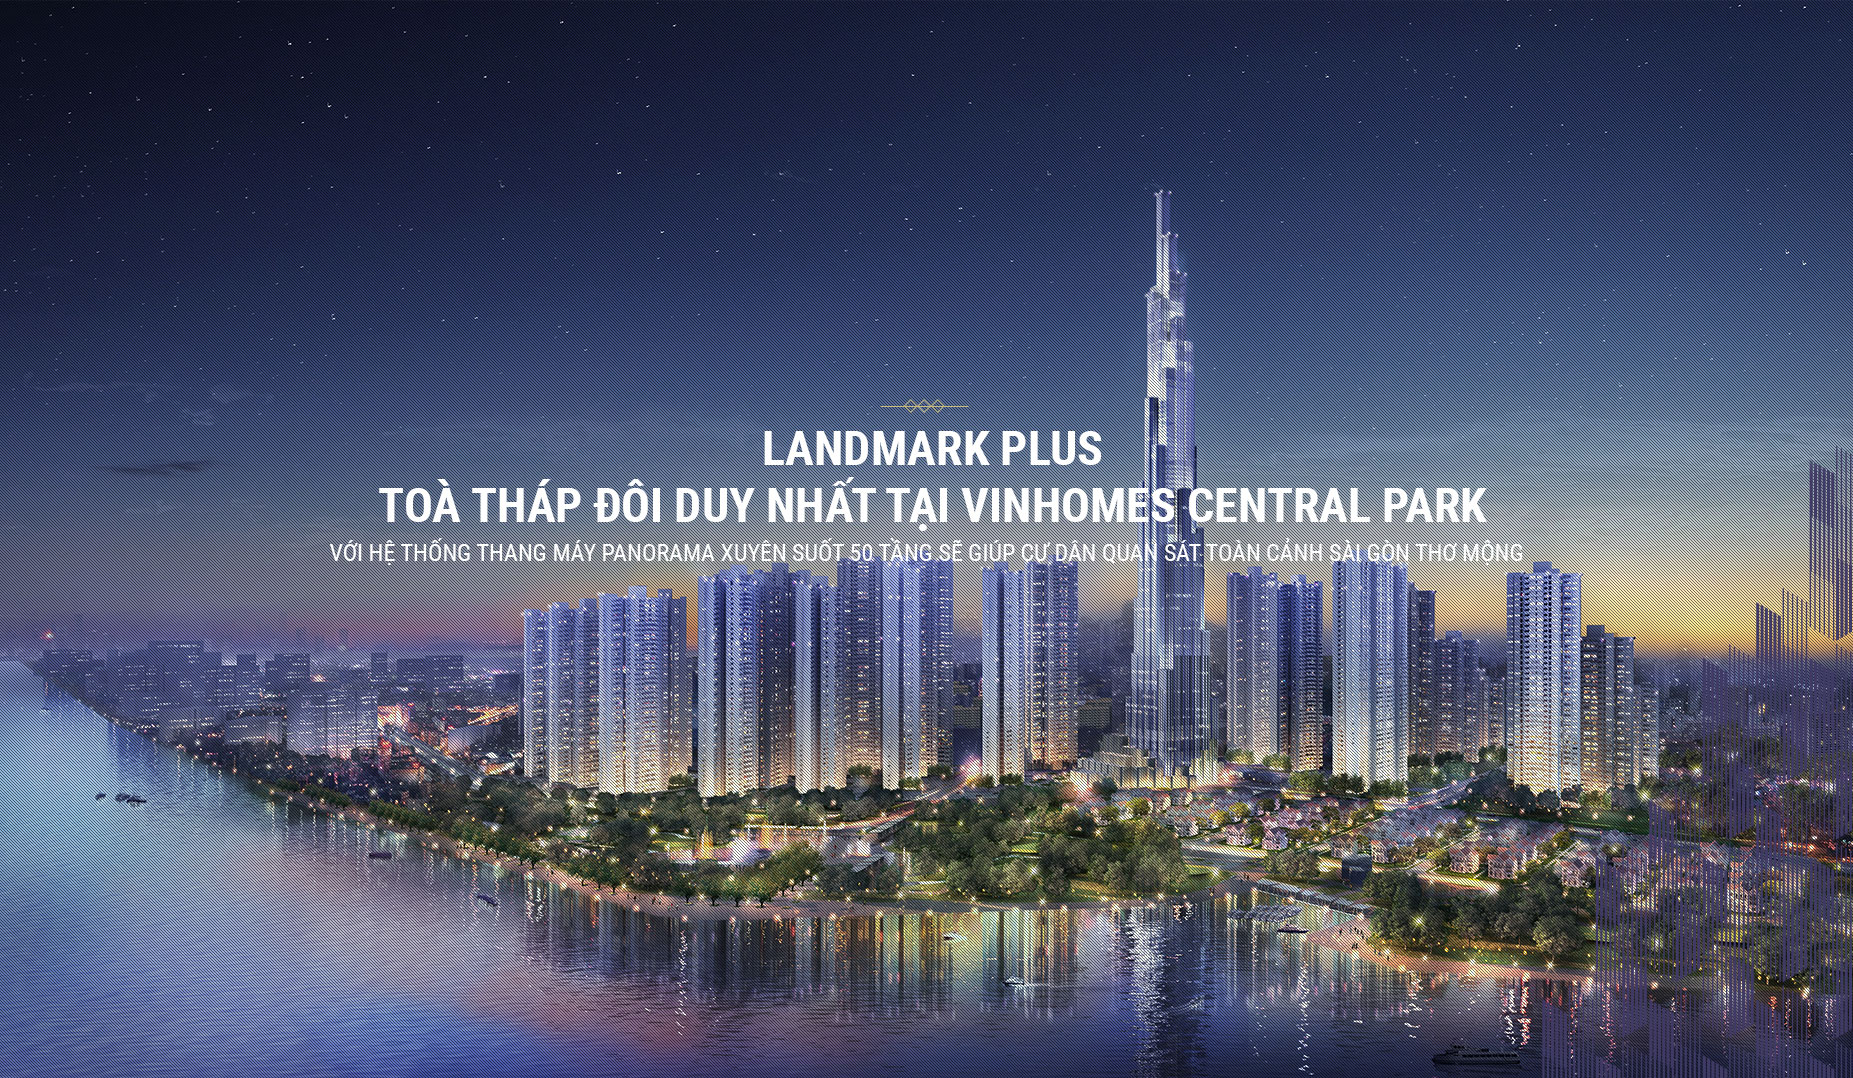 LANDMARK PLUS
TOÀ THÁP ĐÔI DUY NHẤT TẠI VINHOMES CENTRAL PARK
VỚI HỆ THỐNG THANG MÁY PANORAMA XUYÊN SUỐT 50 TẦNG SẼ GIÚP CƯ DÂN QUAN SÁT TOÀN CẢNH SÀI GÒN THƠ MỘNG